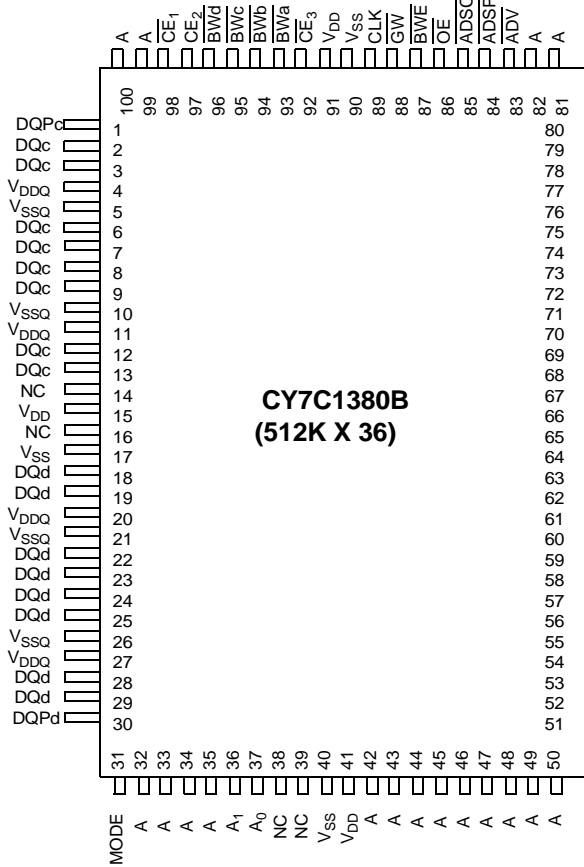 A A CE1 CE2 BWd BWc BWb BWa CE3 VDD VSS CLK GW BWE OE ADSC ADSP ADV A A
100 99 98 97 96 95 94 93 92 91 90 89 88 87 86 85 84 83 82 81
DQPc 1 80
DQc 2 79
DQc 3 78
VDDQ 4 77
VSSQ 5 76
DQc 6 75
DQc 7 74
DQc 8 73
DQc 9 72
VSSQ 10 71
VDDQ 11 70
DQc 12 69
DQc 13 68
NC 14 67
VDD 15 66
NC 16 65
VSS 17 64
DQd 18 63
DQd 19 62
VDDQ 20 61
VSSQ 21 60
DQd 22 59
DQd 23 58
DQd 24 57
DQd 25 56
VSSQ 26 55
VDDQ 27 54
DQd 28 53
DQd 29 52
DQPd 30 51
CY7C1380B
(512K X 36)
31 32 33 34 35 36 37 38 39 40 41 42 43 44 45 46 47 48 49 50
MODE A A A A A1 A0 NC NC VSS VDD A A A A A A A A A